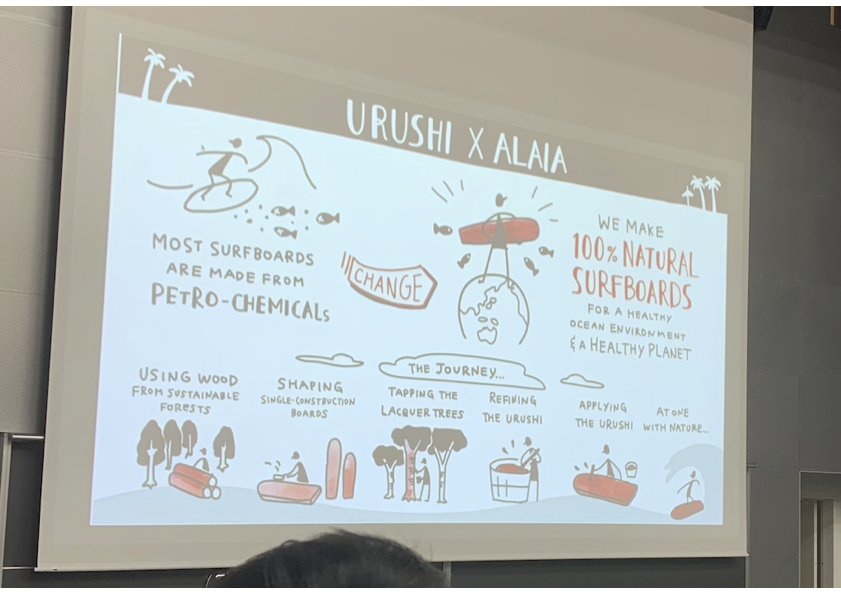 URUSHI X ALAIA
MOST SURFBOARDS
ARE MADE FROM
PETRO-CHEMICALS
CHANGE
WE MAKE
100% NATURAL
SURFBOARDS
FOR A HEALTHY
OCEAN ENVIRONMENT
& A HEALTHY PLANET
THE JOURNEY...
USING WOOD
FROM SUSTAINABLE
FORESTS
SHAPING
SINGLE-CONSTRUCTION
BOARDS
TAPPING THE
LACQUER TREES
REFINING
THE URUSHI
APPLYING
THE URUSHI
AT ONE
WITH NATURE...